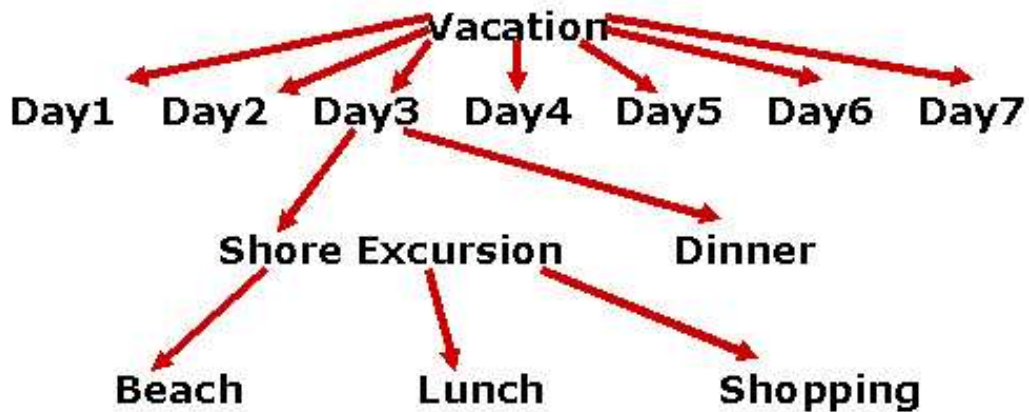 Vacation
Day1 Day2 Day3 Day4 Day5 Day6 Day7
Shore Excursion Dinner
Beach Lunch Shopping